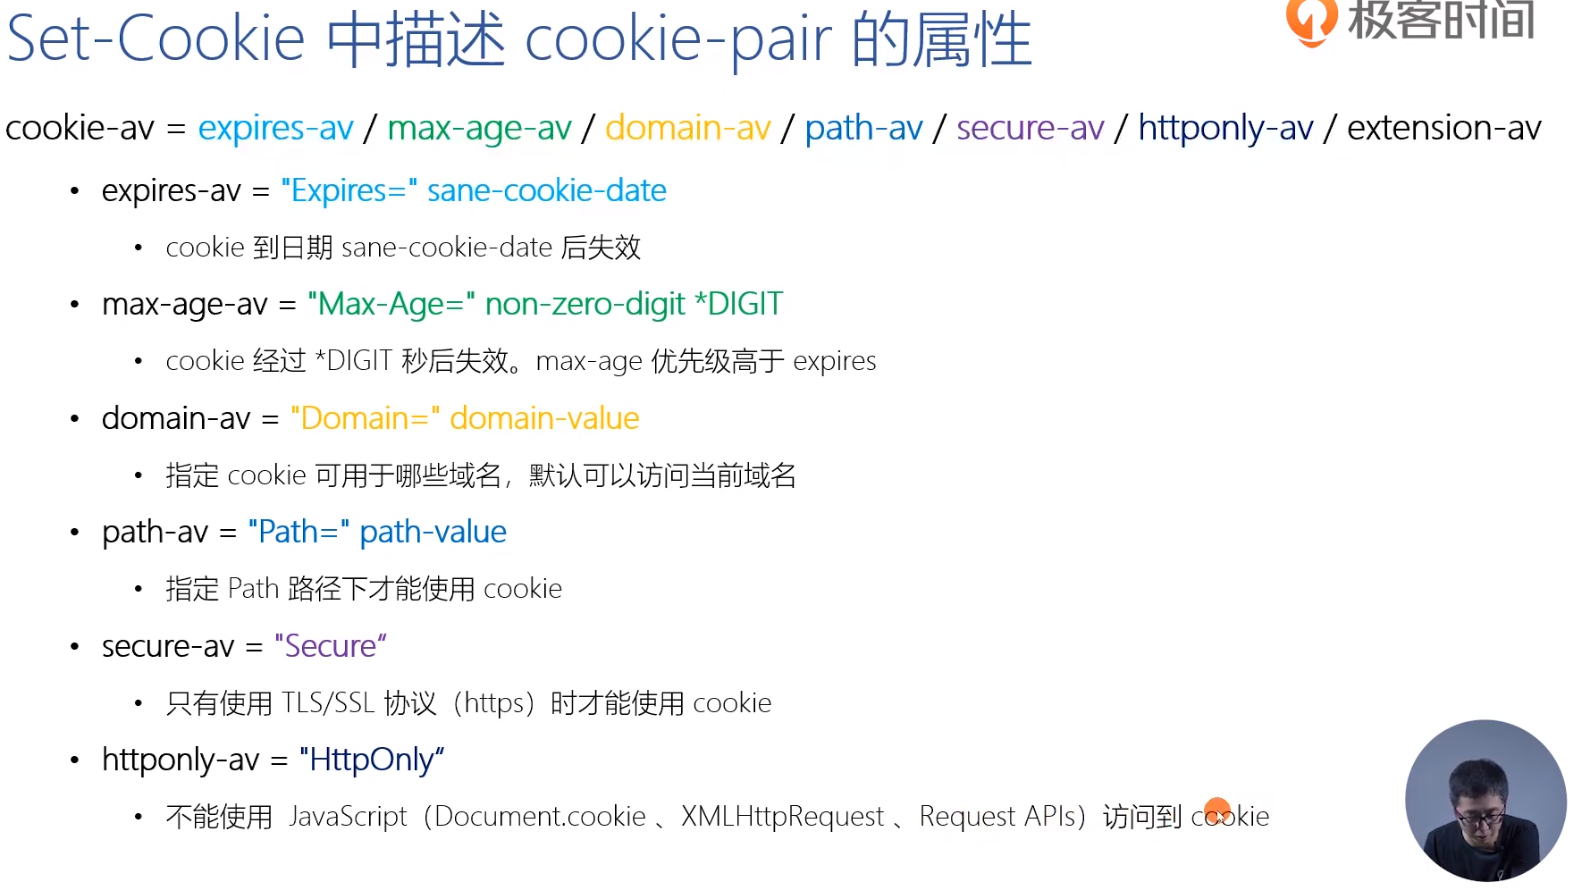 Set-Cookie 中描述 cookie-pair 的属性
极客时间
cookie-av = expires-av / max-age-av / domain-av / path-av / secure-av / httponly-av / extension-av
• expires-av = "Expires=" sane-cookie-date
• cookie 到日期 sane-cookie-date 后失效
• max-age-av = "Max-Age=" non-zero-digit *DIGIT
• cookie 经过 *DIGIT 秒后失效。max-age 优先级高于 expires
• domain-av = "Domain=" domain-value
• 指定 cookie 可用于哪些域名，默认可以访问当前域名
• path-av = "Path=" path-value
• 指定 Path 路径下才能使用 cookie
• secure-av = "Secure“
• 只有使用 TLS/SSL 协议（https）时才能使用 cookie
• httponly-av = "HttpOnly“
• 不能使用 JavaScript（Document.cookie 、XMLHttpRequest 、Request APIs）访问到 cookie